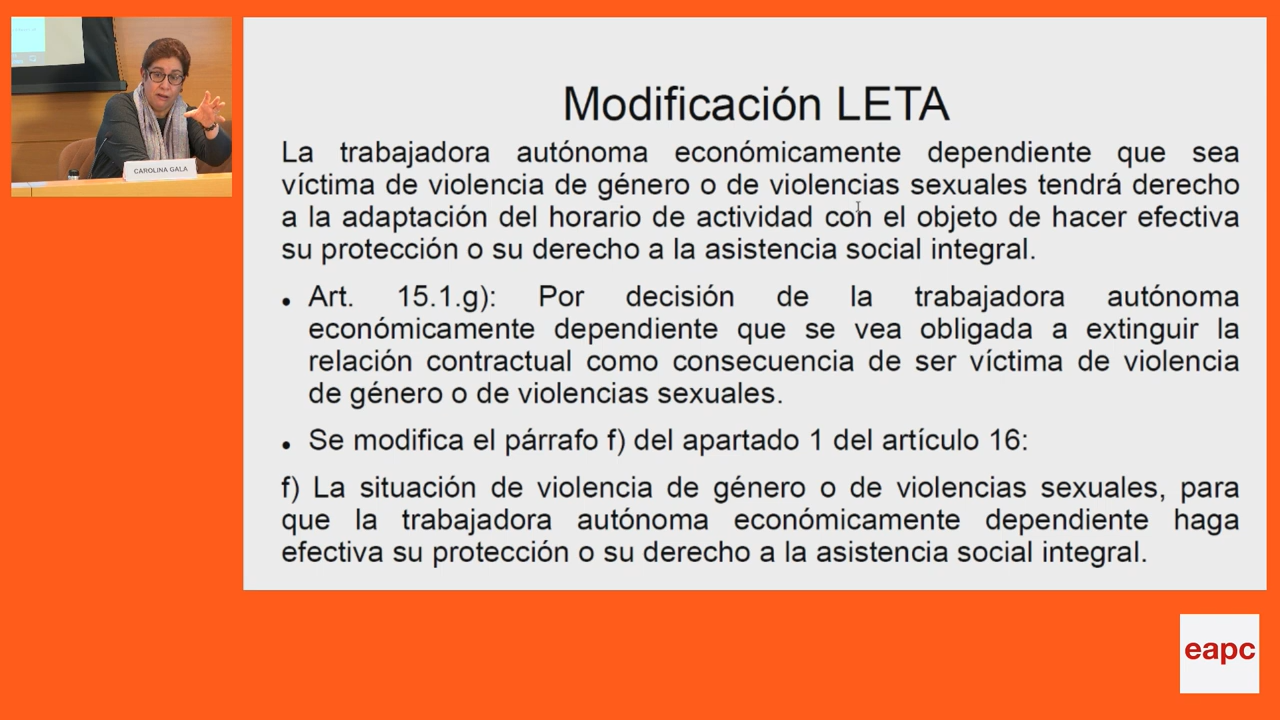 CAROLINA GALA
Modificación LETA
La trabajadora autónoma económicamente dependiente que sea
víctima de violencia de género o de violencias sexuales tendrá derecho
a la adaptación del horario de actividad con el objeto de hacer efectiva
su protección o su derecho a la asistencia social integral.
• Art. 15.1.g): Por decisión de la trabajadora autónoma
económicamente dependiente que se vea obligada a extinguir la
relación contractual como consecuencia de ser víctima de violencia
de género o de violencias sexuales.
• Se modifica el párrafo f) del apartado 1 del artículo 16:
f) La situación de violencia de género o de violencias sexuales, para
que la trabajadora autónoma económicamente dependiente haga
efectiva su protección o su derecho a la asistencia social integral.
eapc